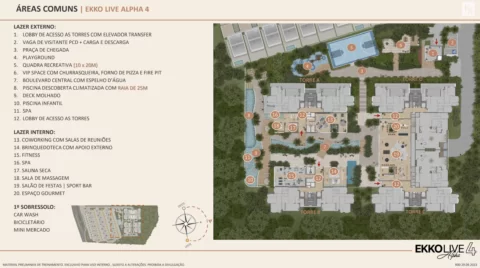 ÁREAS COMUNS | EKKO LIVE ALPHA 4
LAZER EXTERNO:
1. LOBBY DE ACESSO AS TORRES COM ELEVADOR TRANSFER
2. VAGA DE VISITANTE PCD + CARGA E DESCARGA
3. PRAÇA DE CHEGADA
4. PLAYGROUND
5. QUADRA RECREATIVA (10 x 20M)
6. VIP SPACE COM CHURRASQUEIRA, FORNO DE PIZZA E FIRE PIT
7. BOULEVARD CENTRAL COM ESPELHO D'ÁGUA
8. PISCINA DESCOBERTA CLIMATIZADA COM RAIA DE 25M
9. DECK MOLHADO
10. PISCINA INFANTIL
11. SPA
12. LOBBY DE ACESSO AS TORRES
LAZER INTERNO:
13. COWORKING COM SALAS DE REUNIÕES
14. BRINQUEDOTECA COM APOIO EXTERNO
15. FITNESS
16. SPA
17. SAUNA SECA
18. SALA DE MASSAGEM
19. SALÃO DE FESTAS | SPORT BAR
20. ESPAÇO GOURMET
1º SOBRESSOLO:
CAR WASH
BICICLETÁRIO
MINI MERCADO
TORRE A
EKKO LIVE 4
Alpha